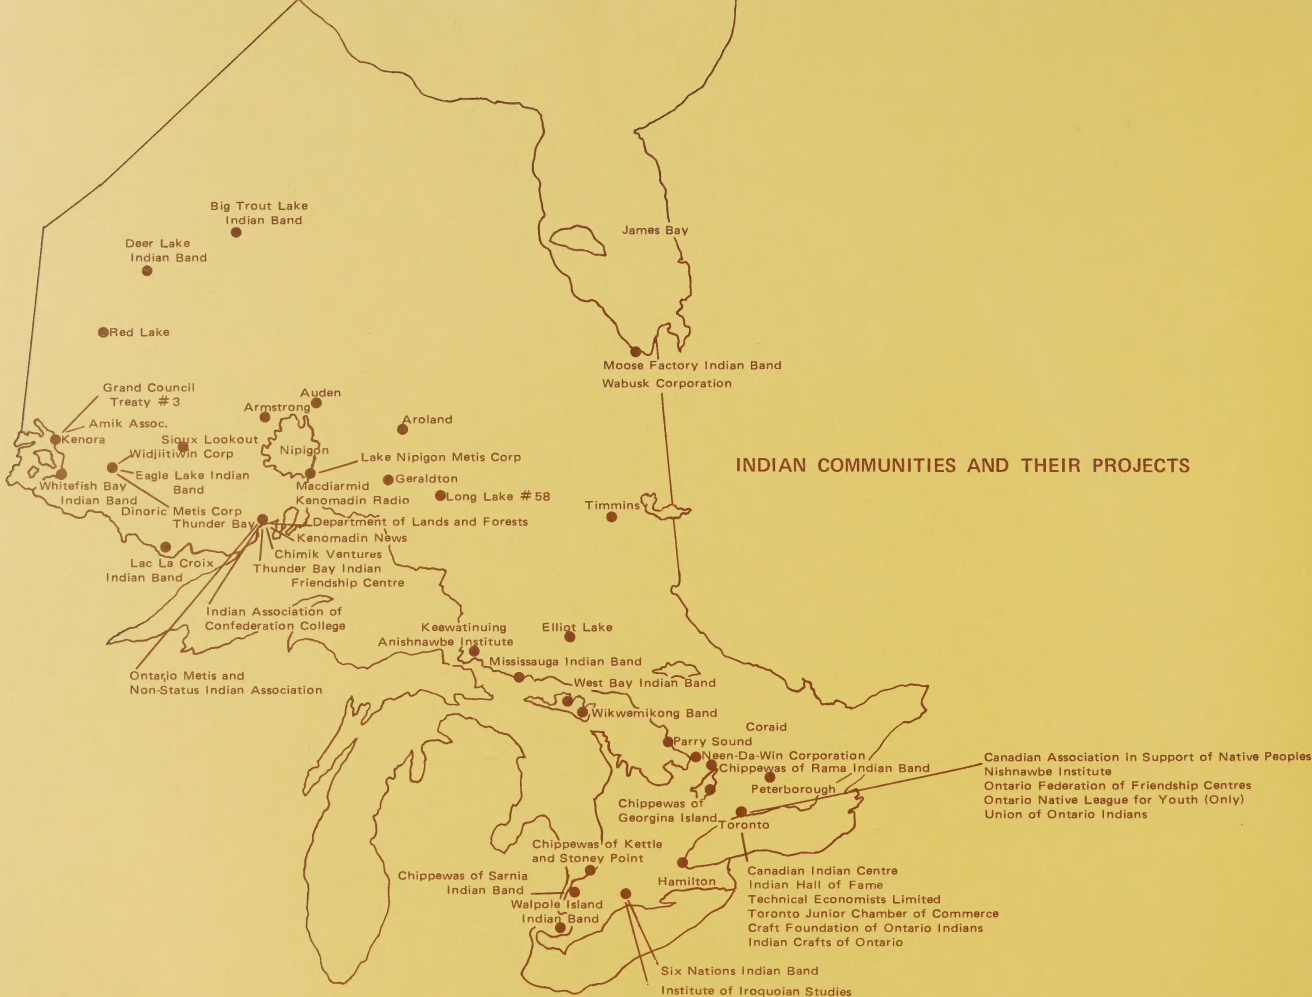 Big Trout Lake
Indian Band
Deer Lake
Indian Band
James Bay
Red Lake
Moose Factory Indian Band
Wabusk Corporation
Grand Council
Treaty #3
Amik Assoc.
Kenora
Auden
Armstrong
Aroland
Sioux Lookout
Widjiitiwin Corp
Nipigon
Lake Nipigon Metis Corp
INDIAN COMMUNITIES AND THEIR PROJECTS
Eagle Lake Indian
Band
Whitefish Bay
Indian Band
Macdiarmid
Kenomadin Radio
Geraldton
Long Lake #58
Timmins
Dinoric Metis Corp
Thunder Bay
Department of Lands and Forests
Kenomadin News
Chimik Ventures
Thunder Bay Indian
Friendship Centre
Lac La Croix
Indian Band
Indian Association of
Confederation College
Keewatinuing
Anishnawbe Institute
Elliot Lake
Mississauga Indian Band
Ontario Metis and
Non-Status Indian Association
West Bay Indian Band
Wikwemikong Band
Coraid
Parry Sound
Neen-Da-Win Corporation
Chippewas of Rama Indian Band
Peterborough
Canadian Association in Support of Native Peoples
Nishnawbe Institute
Ontario Federation of Friendship Centres
Ontario Native League for Youth (Only)
Union of Ontario Indians
Chippewas of
Georgina Island
Toronto
Chippewas of Kettle
and Stoney Point
Chippewas of Sarnia
Indian Band
Walpole Island
Indian Band
Hamilton
Canadian Indian Centre
Indian Hall of Fame
Technical Economists Limited
Toronto Junior Chamber of Commerce
Craft Foundation of Ontario Indians
Indian Crafts of Ontario
Six Nations Indian Band
Institute of Iroquoian Studies